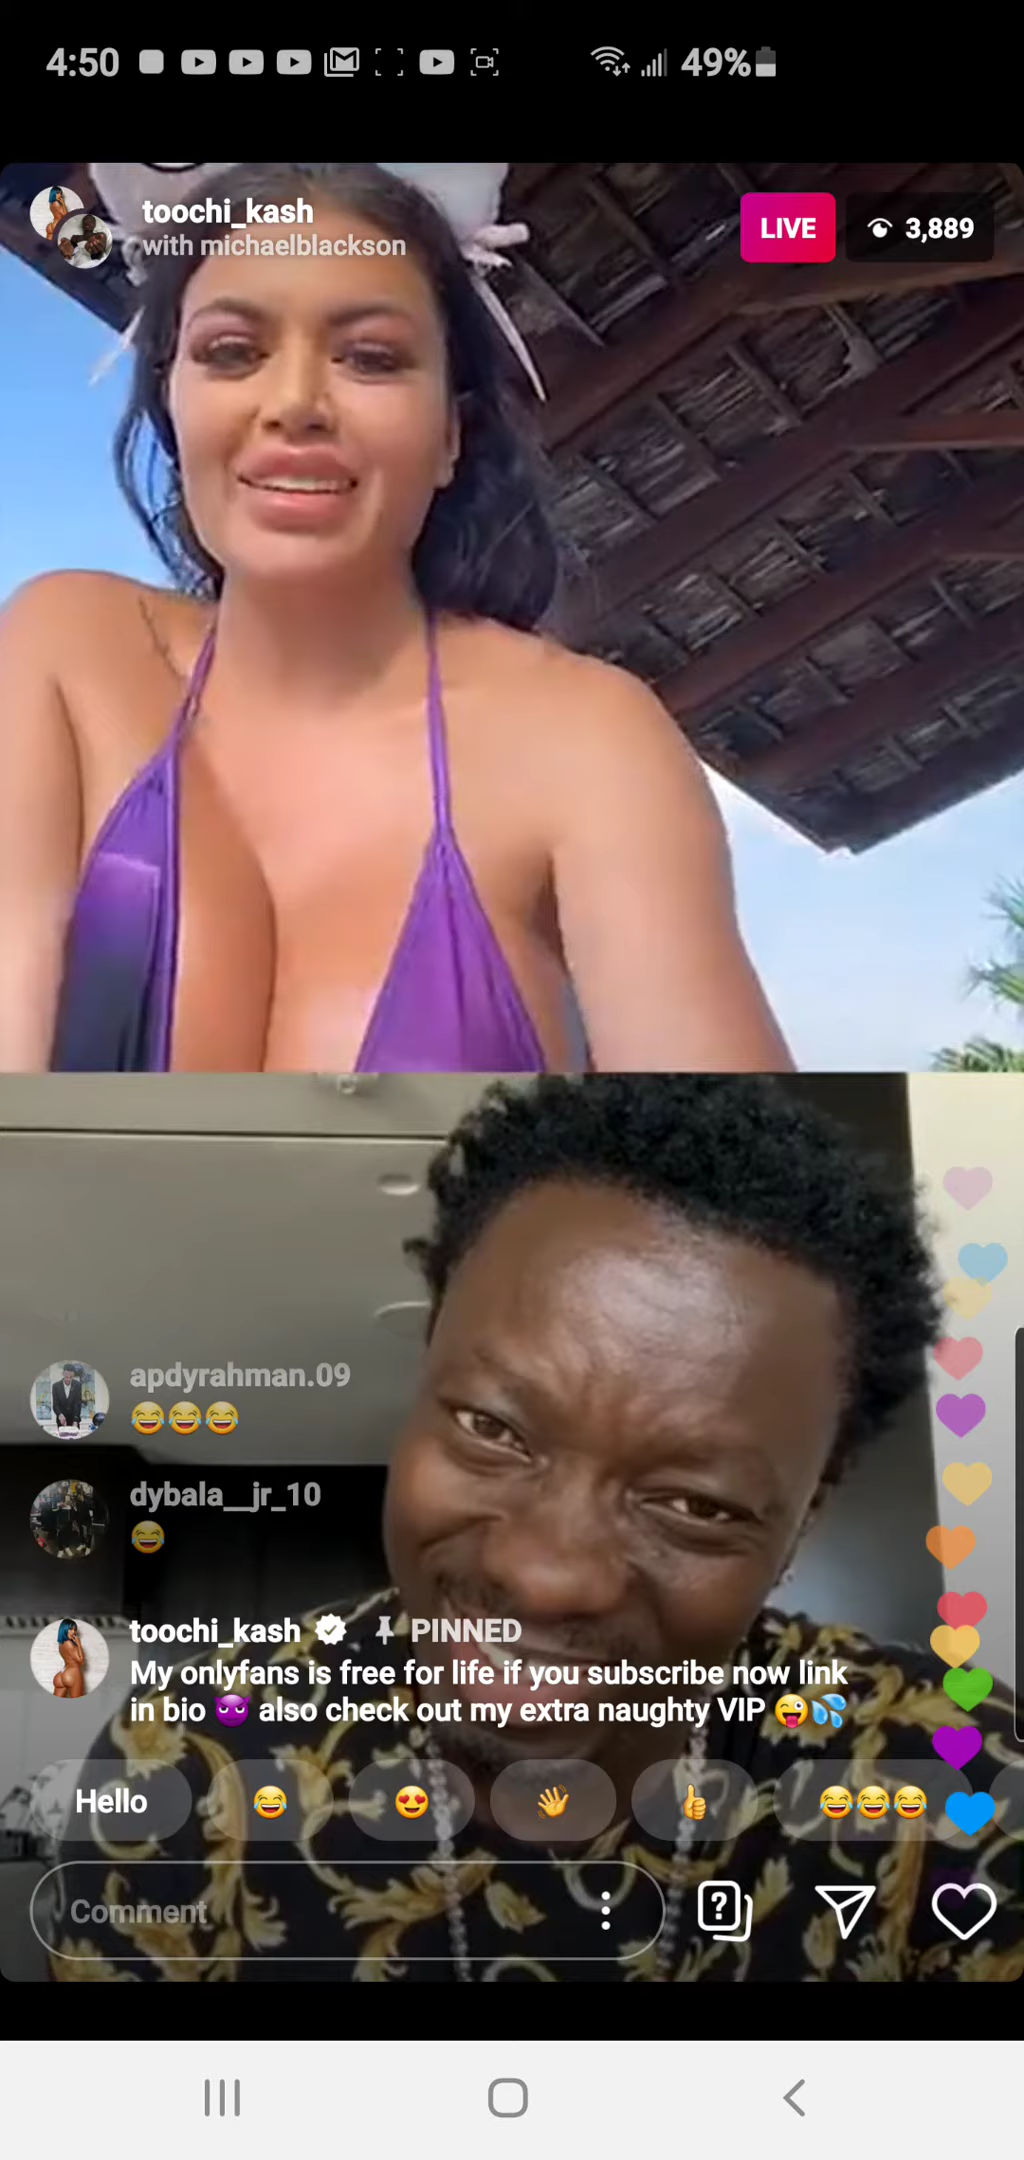 4:50
49%
toochi_kash
with michaelblackson
LIVE
3,889
apdyrahman.09
😂😂😂
dybala__jr_10
😂
toochi_kash PINNED
My onlyfans is free for life if you subscribe now link
in bio 😈 also check out my extra naughty VIP 😜💦
Hello 😂 😍 👋 👍 😂😂😂
Comment